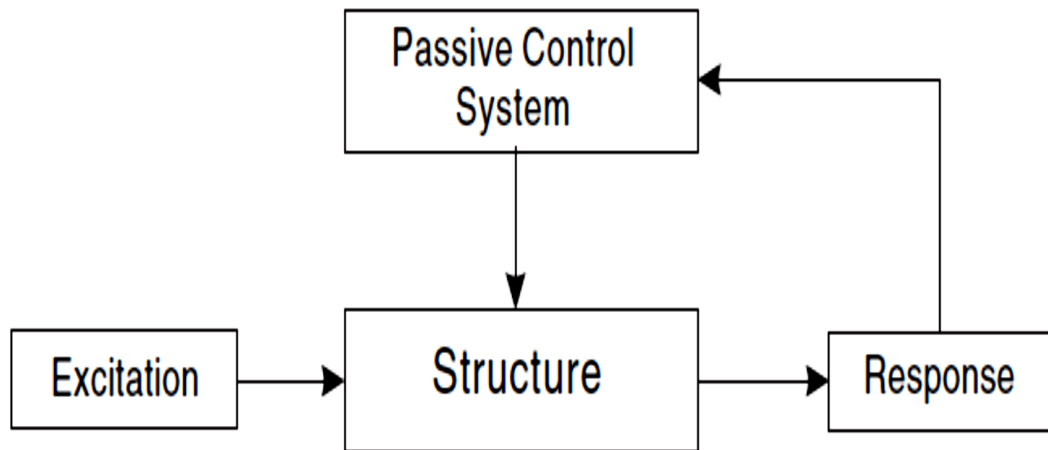 Passive Control
System
Excitation
Structure
Response